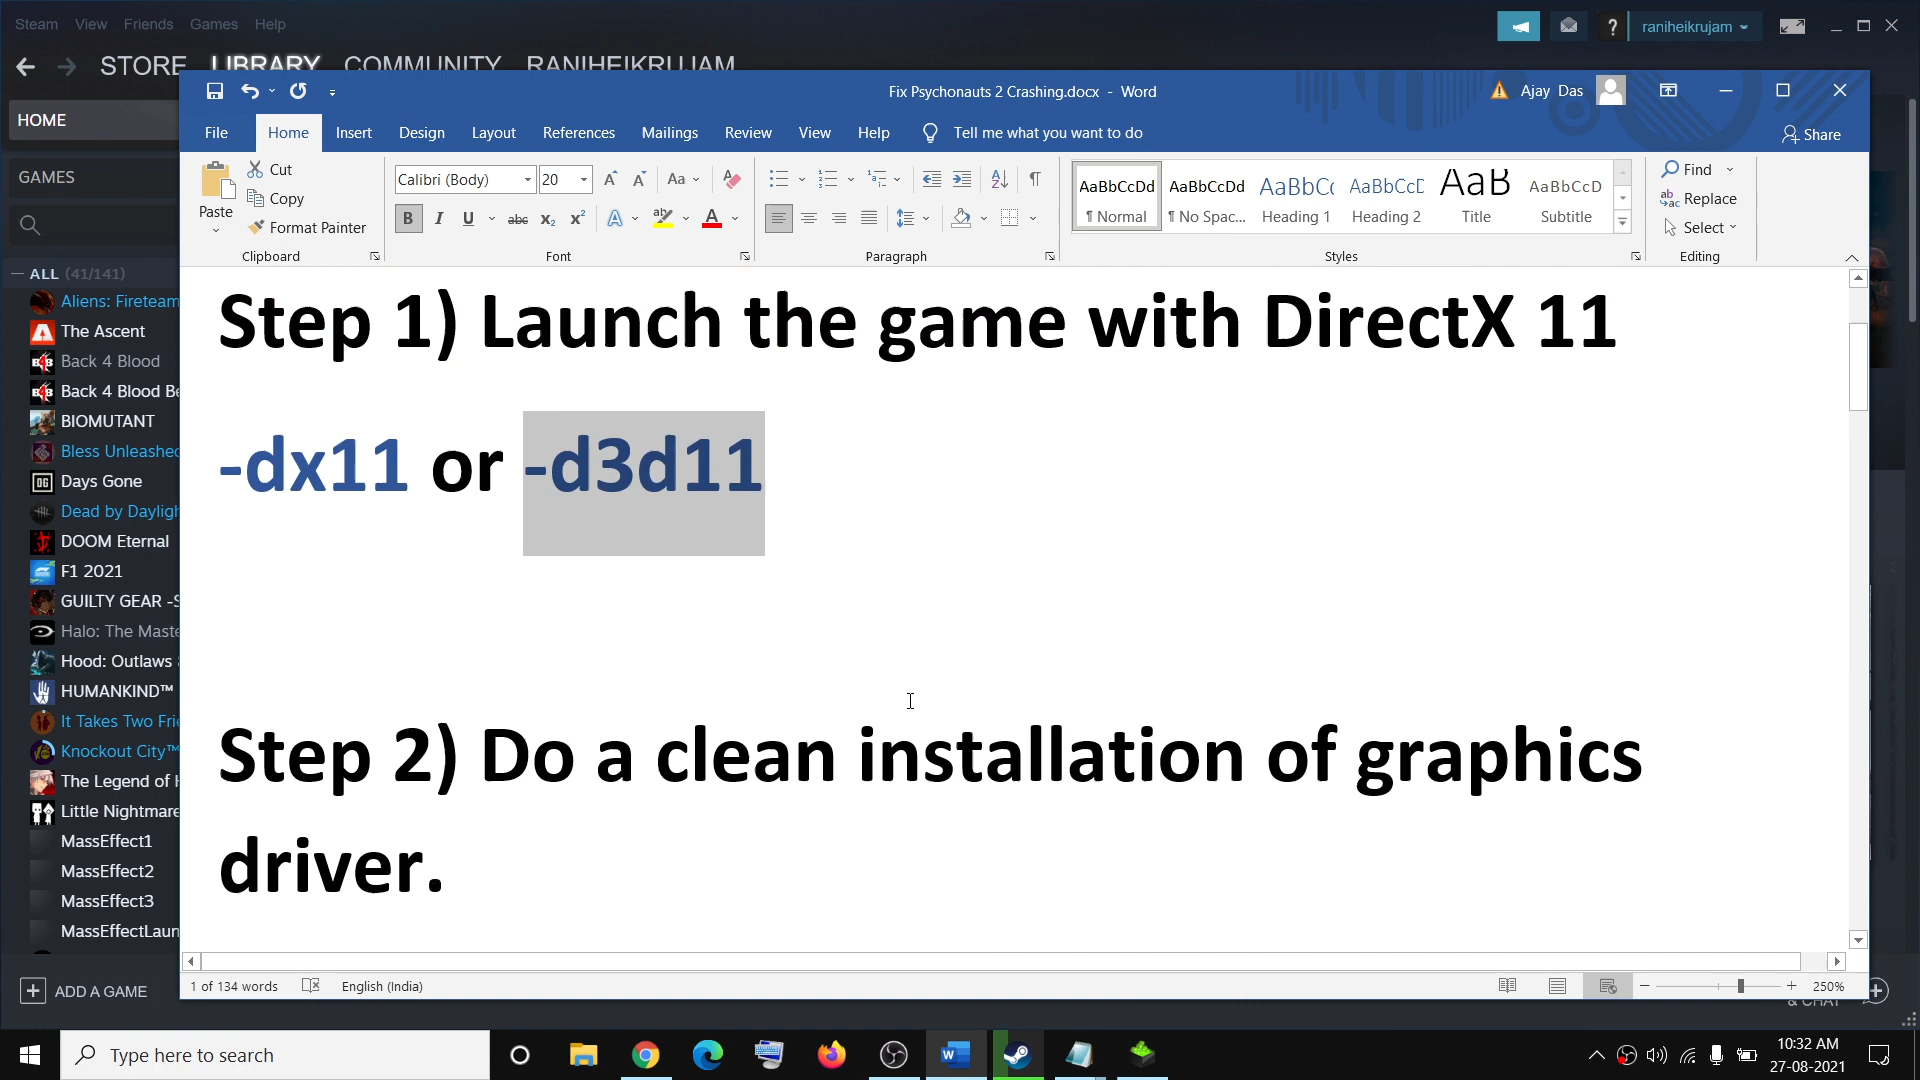 Steam View Friends Games Help
raniheikrujam
STORE LIBRARY COMMUNITY RANIHEIKRUJAM
Fix Psychonauts 2 Crashing.docx - Word
Ajay Das
File Home Insert Design Layout References Mailings Review View Help Tell me what you want to do
Share
Paste
Cut
Copy
Format Painter
Clipboard
Calibri (Body) 20
Font
Paragraph
AaBbCcDd AaBbCcDd AaBbC AaBbCcD AaB AaBbCcD
¶ Normal ¶ No Spac... Heading 1 Heading 2 Title Subtitle
Styles
Find
Replace
Select
Editing
HOME
GAMES
ALL (41/141)
Aliens: Fireteam
The Ascent
Back 4 Blood
Back 4 Blood Be
BIOMUTANT
Bless Unleashed
Days Gone
Dead by Dayligh
DOOM Eternal
F1 2021
GUILTY GEAR -S
Halo: The Maste
Hood: Outlaws
HUMANKIND™
It Takes Two Frie
Knockout City™
The Legend of H
Little Nightmare
MassEffect1
MassEffect2
MassEffect3
MassEffectLaun
ADD A GAME
Step 1) Launch the game with DirectX 11
-dx11 or -d3d11
Step 2) Do a clean installation of graphics
driver.
1 of 134 words English (India)
250%
& CHAT
Type here to search
10:32 AM
27-08-2021